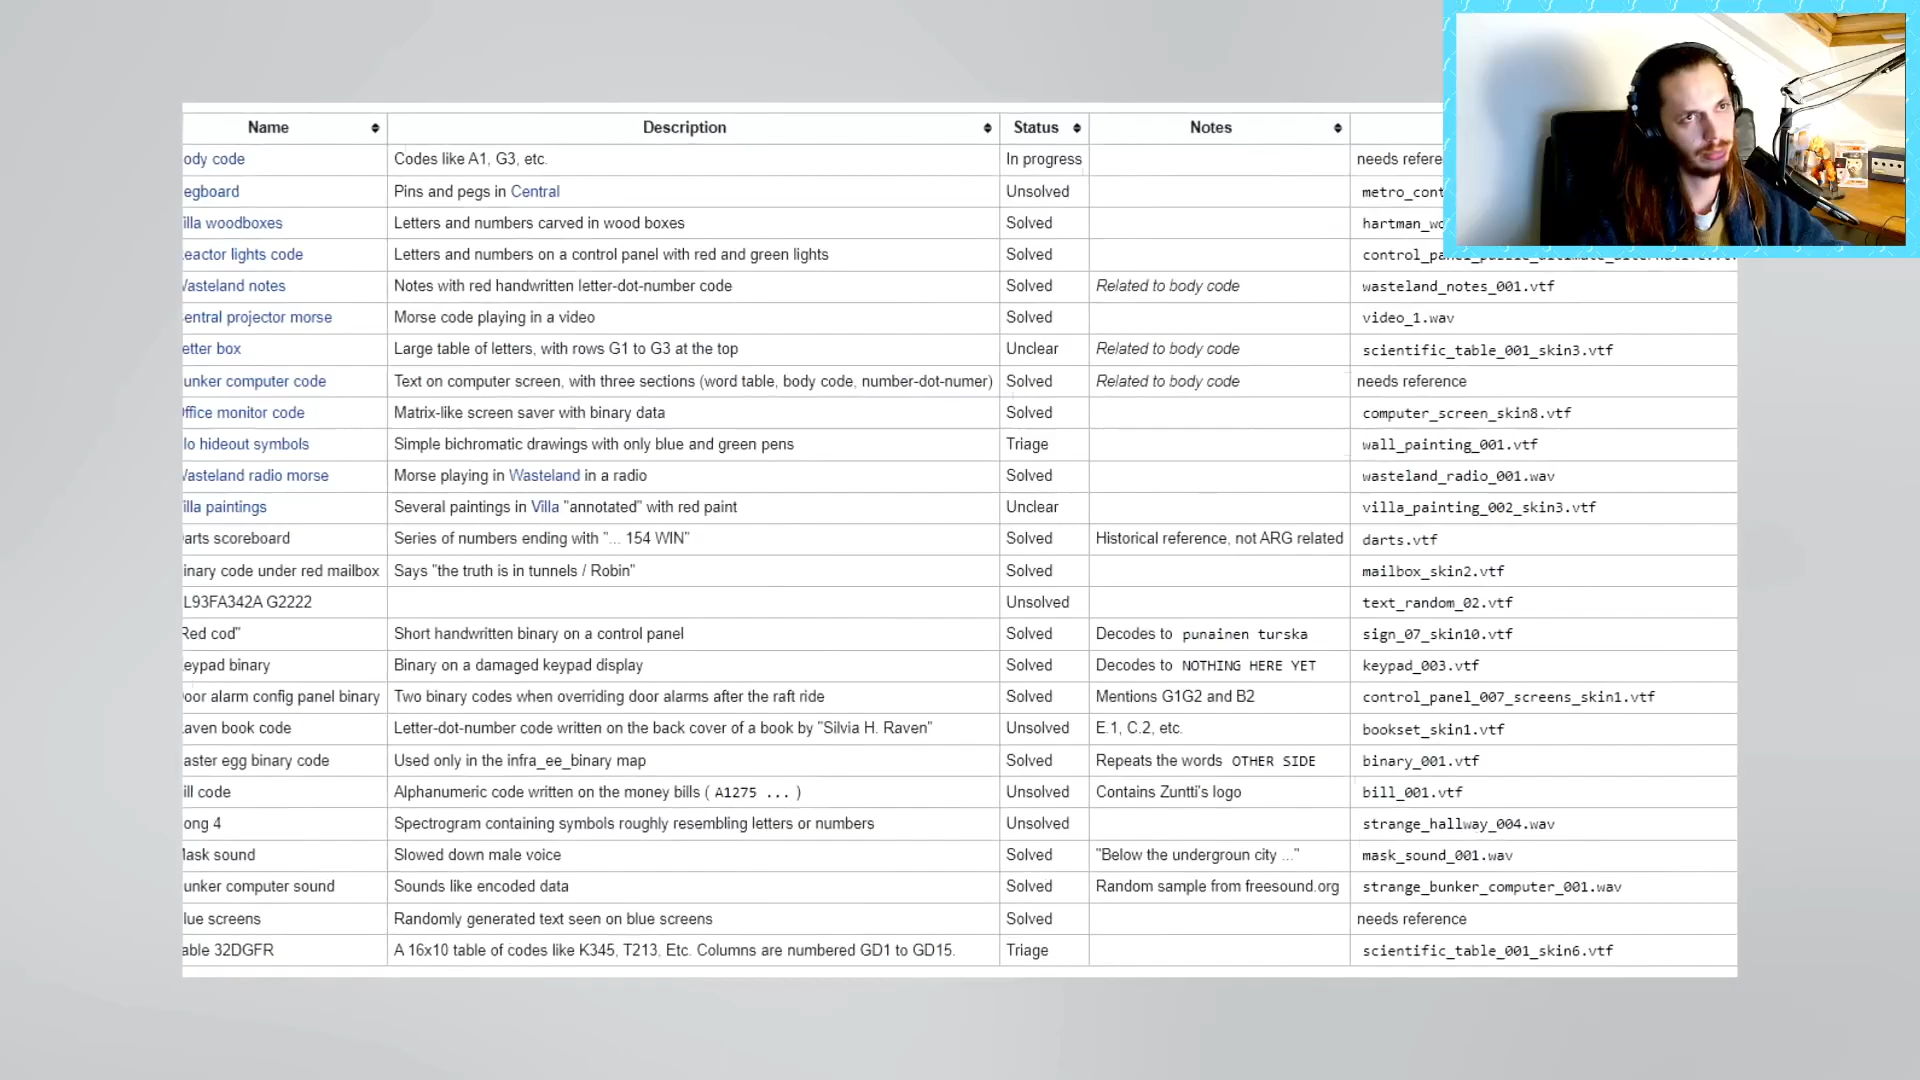 Name Description Status Notes
ody code Codes like A1, G3, etc. In progress needs refere
egboard Pins and pegs in Central Unsolved metro_cont
illa woodboxes Letters and numbers carved in wood boxes Solved hartman_wo
eactor lights code Letters and numbers on a control panel with red and green lights Solved
asteland notes Notes with red handwritten letter-dot-number code Solved Related to body code wasteland_notes_001.vtf
entral projector morse Morse code playing in a video Solved video_1.wav
etter box Large table of letters, with rows G1 to G3 at the top Unclear Related to body code scientific_table_001_skin3.vtf
unker computer code Text on computer screen, with three sections (word table, body code, number-dot-numer) Solved Related to body code needs reference
ffice monitor code Matrix-like screen saver with binary data Solved computer_screen_skin8.vtf
lo hideout symbols Simple bichromatic drawings with only blue and green pens Triage wall_painting_001.vtf
asteland radio morse Morse playing in Wasteland in a radio Solved wasteland_radio_001.wav
illa paintings Several paintings in Villa "annotated" with red paint Unclear villa_painting_002_skin3.vtf
arts scoreboard Series of numbers ending with "... 154 WIN" Solved Historical reference, not ARG related darts.vtf
inary code under red mailbox Says "the truth is in tunnels / Robin" Solved mailbox_skin2.vtf
L93FA342A G2222 Unsolved text_random_02.vtf
Red cod" Short handwritten binary on a control panel Solved Decodes to punainen turska sign_07_skin10.vtf
eypad binary Binary on a damaged keypad display Solved Decodes to NOTHING HERE YET keypad_003.vtf
oor alarm config panel binary Two binary codes when overriding door alarms after the raft ride Solved Mentions G1G2 and B2 control_panel_007_screens_skin1.vtf
aven book code Letter-dot-number code written on the back cover of a book by "Silvia H. Raven" Unsolved E.1, C.2, etc. bookset_skin1.vtf
aster egg binary code Used only in the infra_ee_binary map Solved Repeats the words OTHER SIDE binary_001.vtf
ill code Alphanumeric code written on the money bills ( A1275 ... ) Unsolved Contains Zuntti's logo bill_001.vtf
ong 4 Spectrogram containing symbols roughly resembling letters or numbers Unsolved strange_hallway_004.wav
ask sound Slowed down male voice Solved "Below the undergroun city ..." mask_sound_001.wav
unker computer sound Sounds like encoded data Solved Random sample from freesound.org strange_bunker_computer_001.wav
lue screens Randomly generated text seen on blue screens Solved needs reference
able 32DGFR A 16x10 table of codes like K345, T213, Etc. Columns are numbered GD1 to GD15. Triage scientific_table_001_skin6.vtf